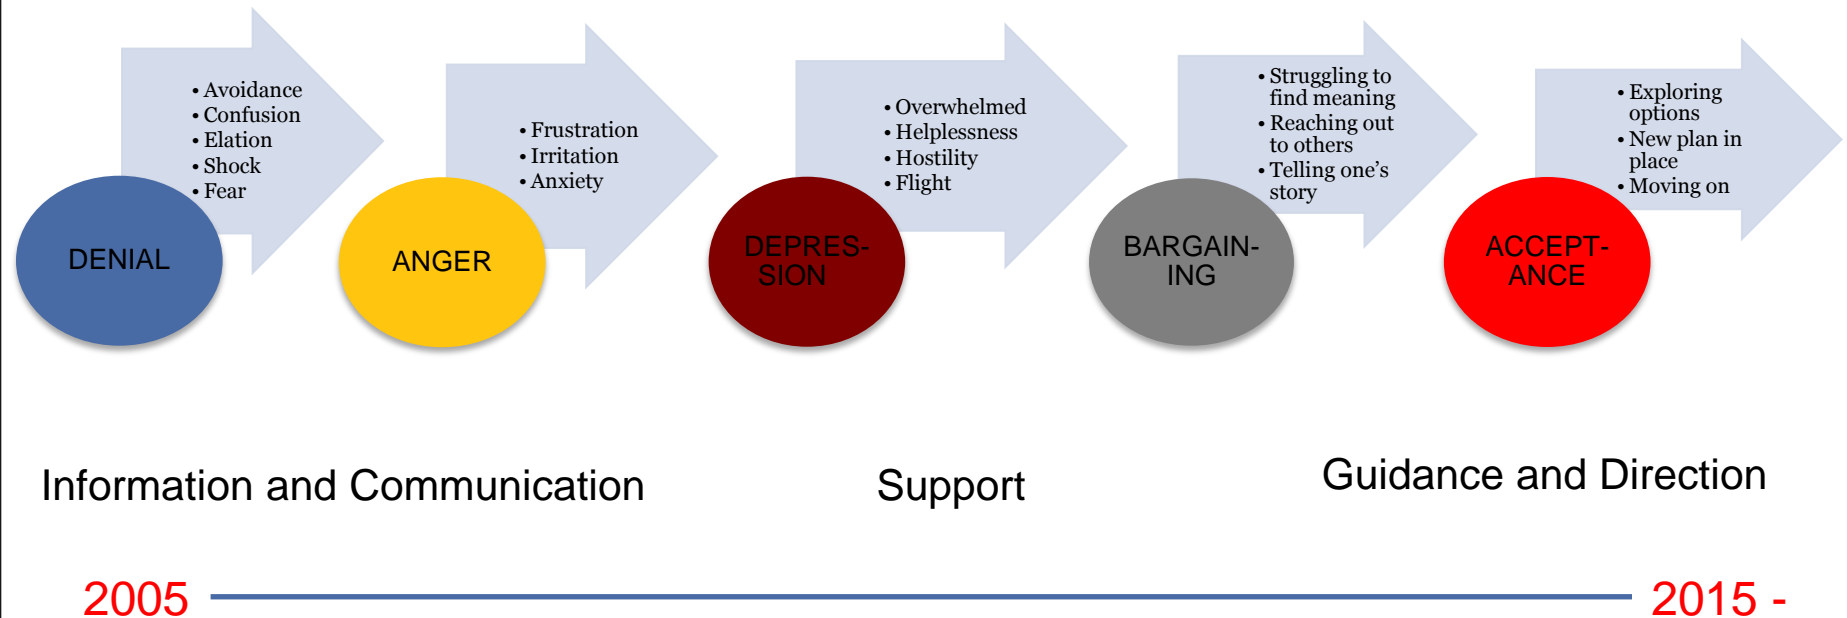 • Avoidance
• Confusion
• Elation
• Shock
• Fear
DENIAL
• Frustration
• Irritation
• Anxiety
ANGER
• Overwhelmed
• Helplessness
• Hostility
• Flight
DEPRES-
SION
• Struggling to
find meaning
• Reaching out
to others
• Telling one’s
story
BARGAIN-
ING
• Exploring
options
• New plan in
place
• Moving on
ACCEPT-
ANCE
Information and Communication
Support
Guidance and Direction
2005
2015 -